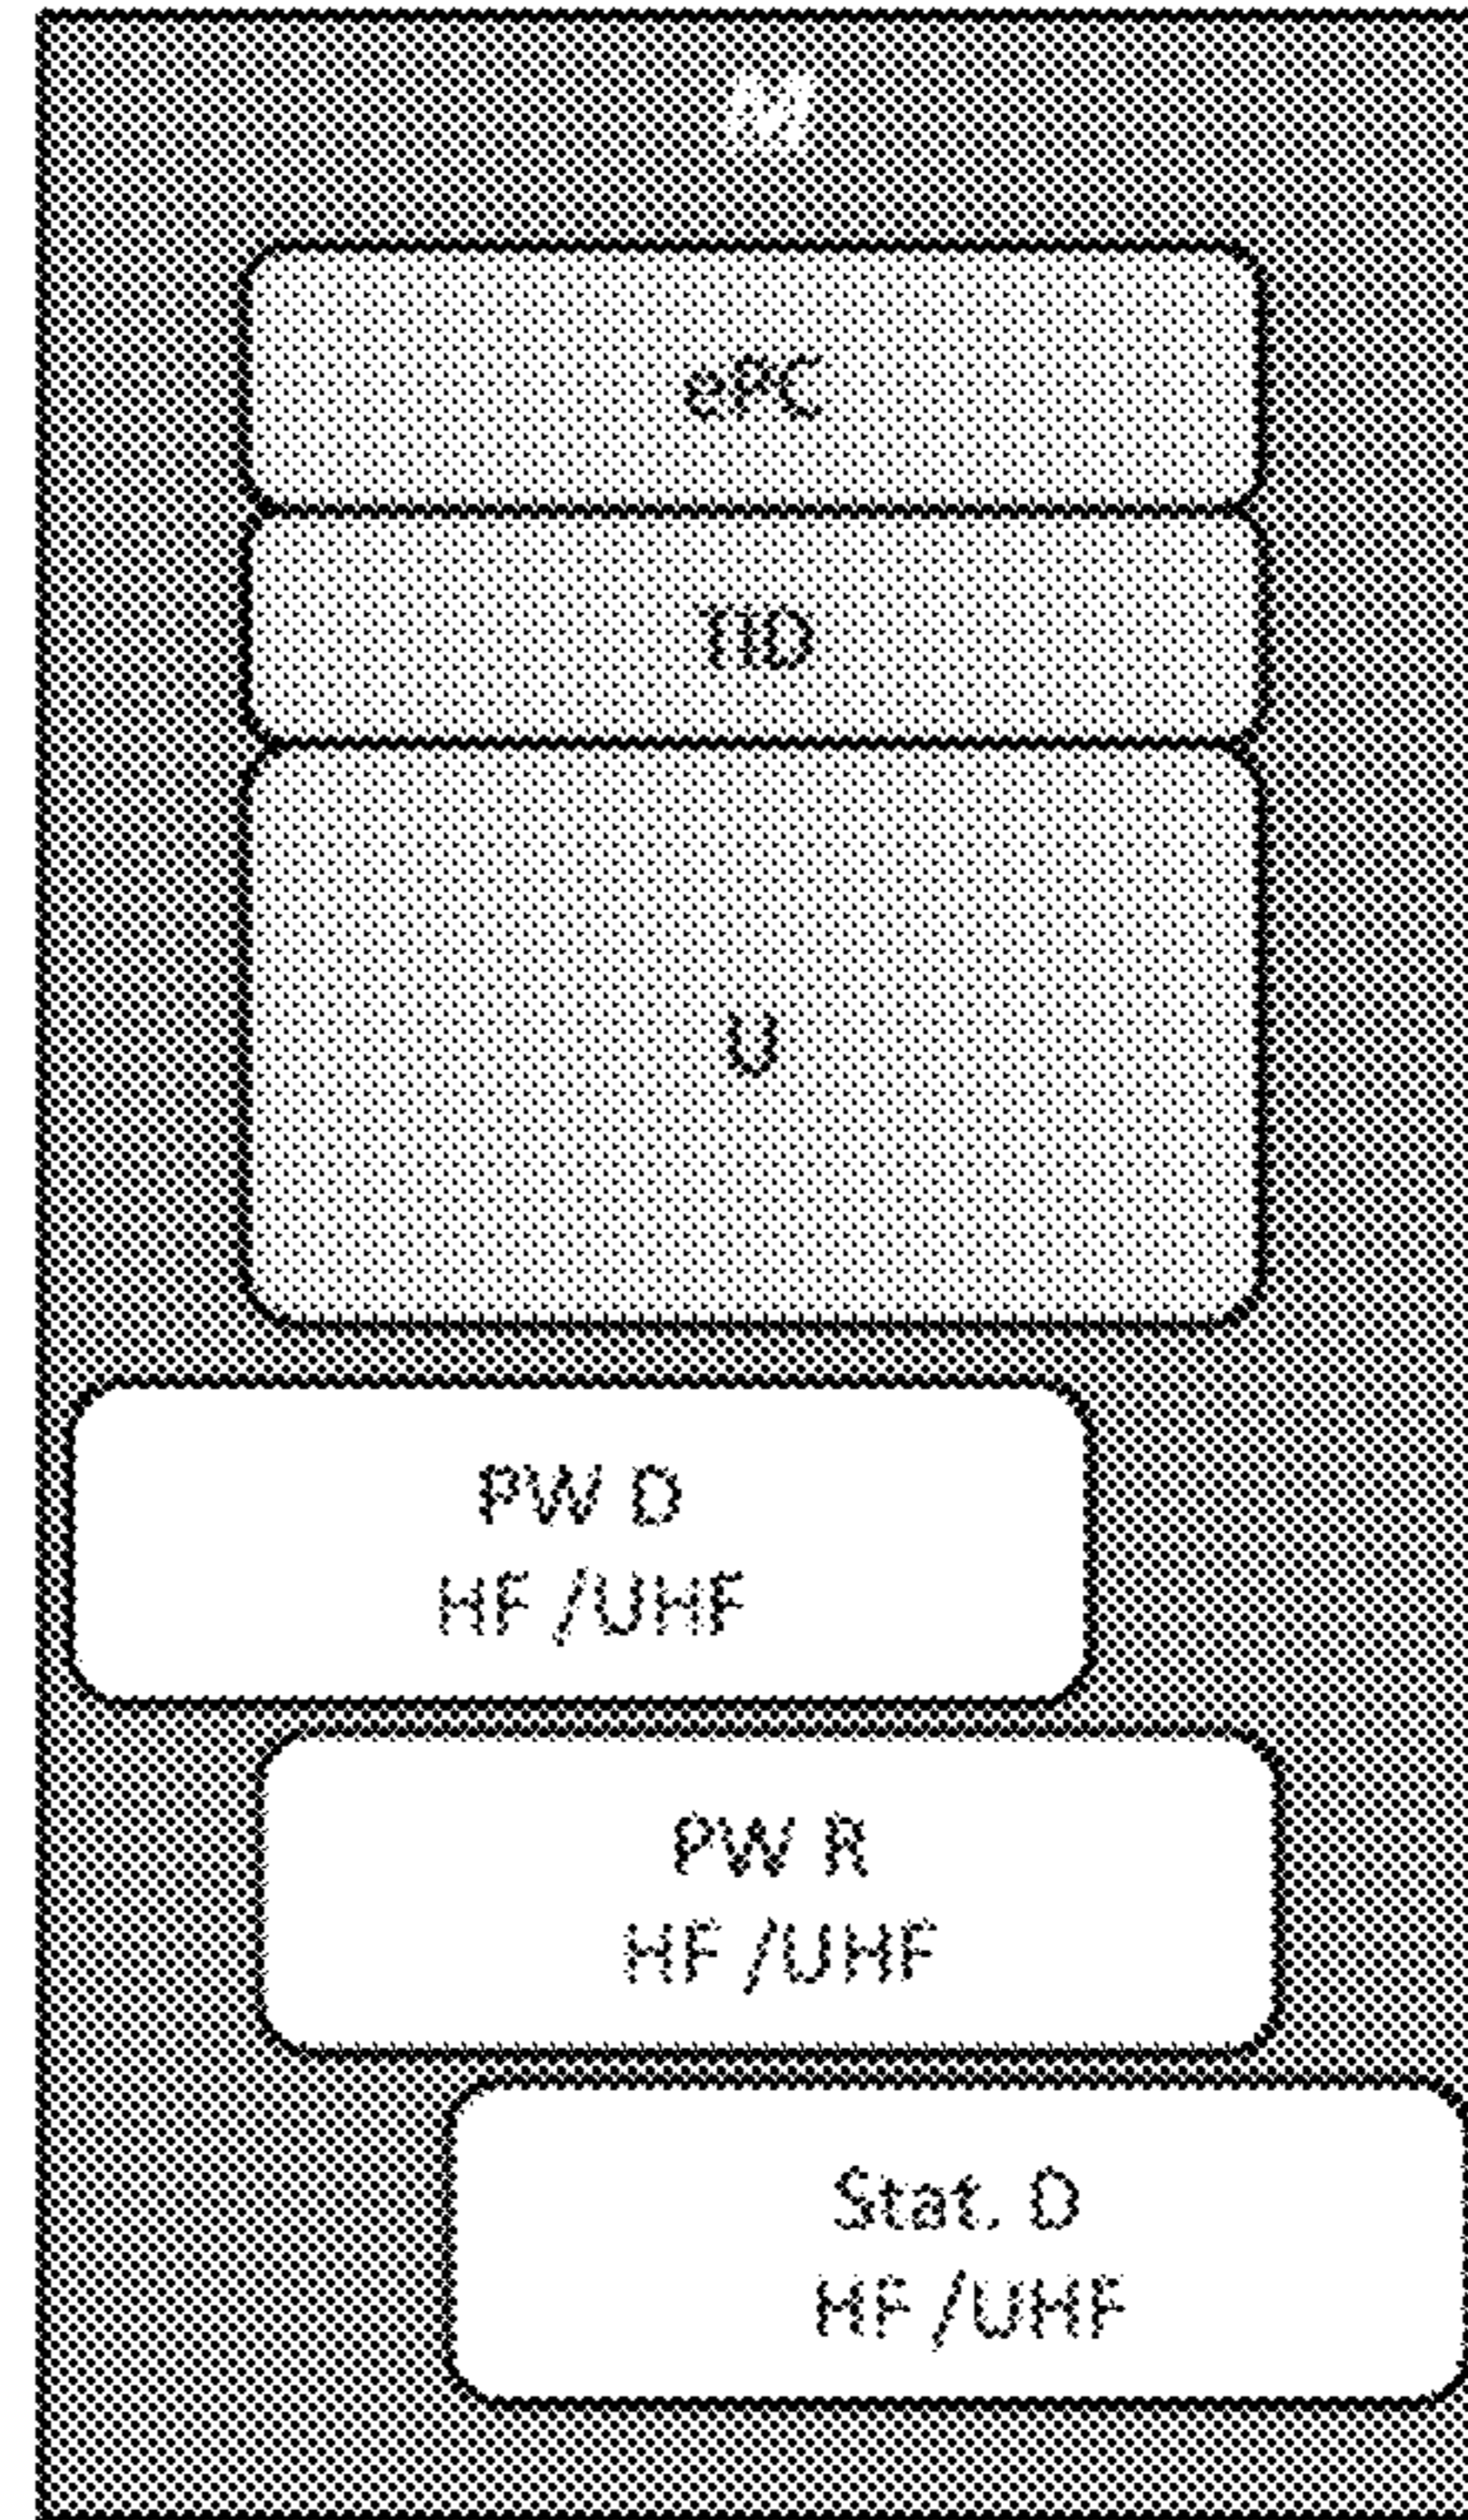 M
ePC
TID
U
PW D
HF /UHF
PW R
HF /UHF
Stat. D
HF /UHF